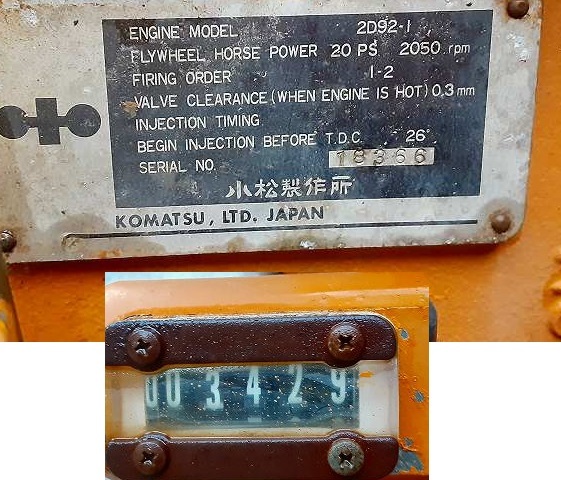 ENGINE MODEL 2D92-1
FLYWHEEL HORSE POWER 20 PS 2050 rpm
FIRING ORDER 1-2
VALVE CLEARANCE (WHEN ENGINE IS HOT) 0,3 mm
INJECTION TIMING
BEGIN INJECTION BEFORE T.D.C. 26°
SERIAL NO. 18366
小松製作所
KOMATSU, LTD. JAPAN
003429